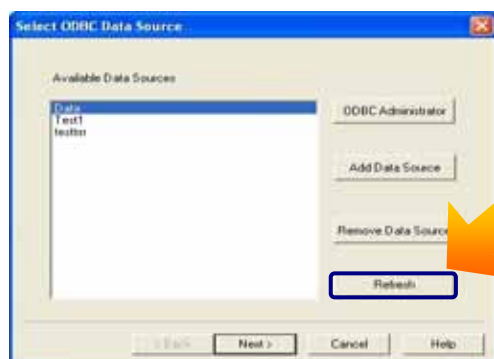 Select ODBC Data Source
Available Data Sources
Data
Test1
ODBC Administrator
Add Data Source
Remove Data Source
Refresh
< Back
Next >
Cancel
Help